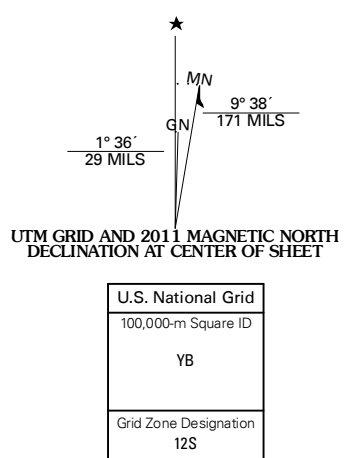 MN
GN
9° 38´
171 MILS
1° 36´
29 MILS
UTM GRID AND 2011 MAGNETIC NORTH
DECLINATION AT CENTER OF SHEET
U.S. National Grid
100,000-m Square ID
YB
Grid Zone Designation
12S